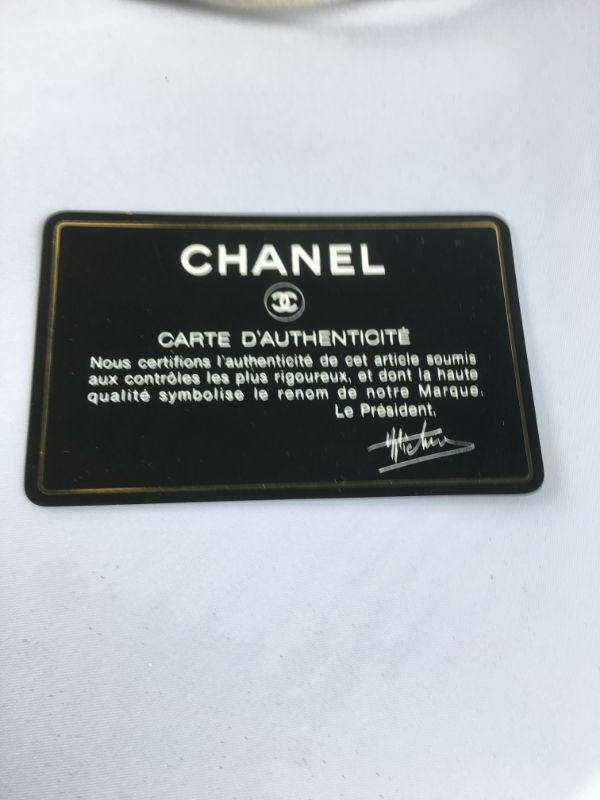 CHANEL
CARTE D'AUTHENTICITÉ
Nous certifions l'authenticité de cet article soumis
aux contrôles les plus rigoureux, et dont la haute
qualité symbolise le renom de notre Marque.
Le Président,